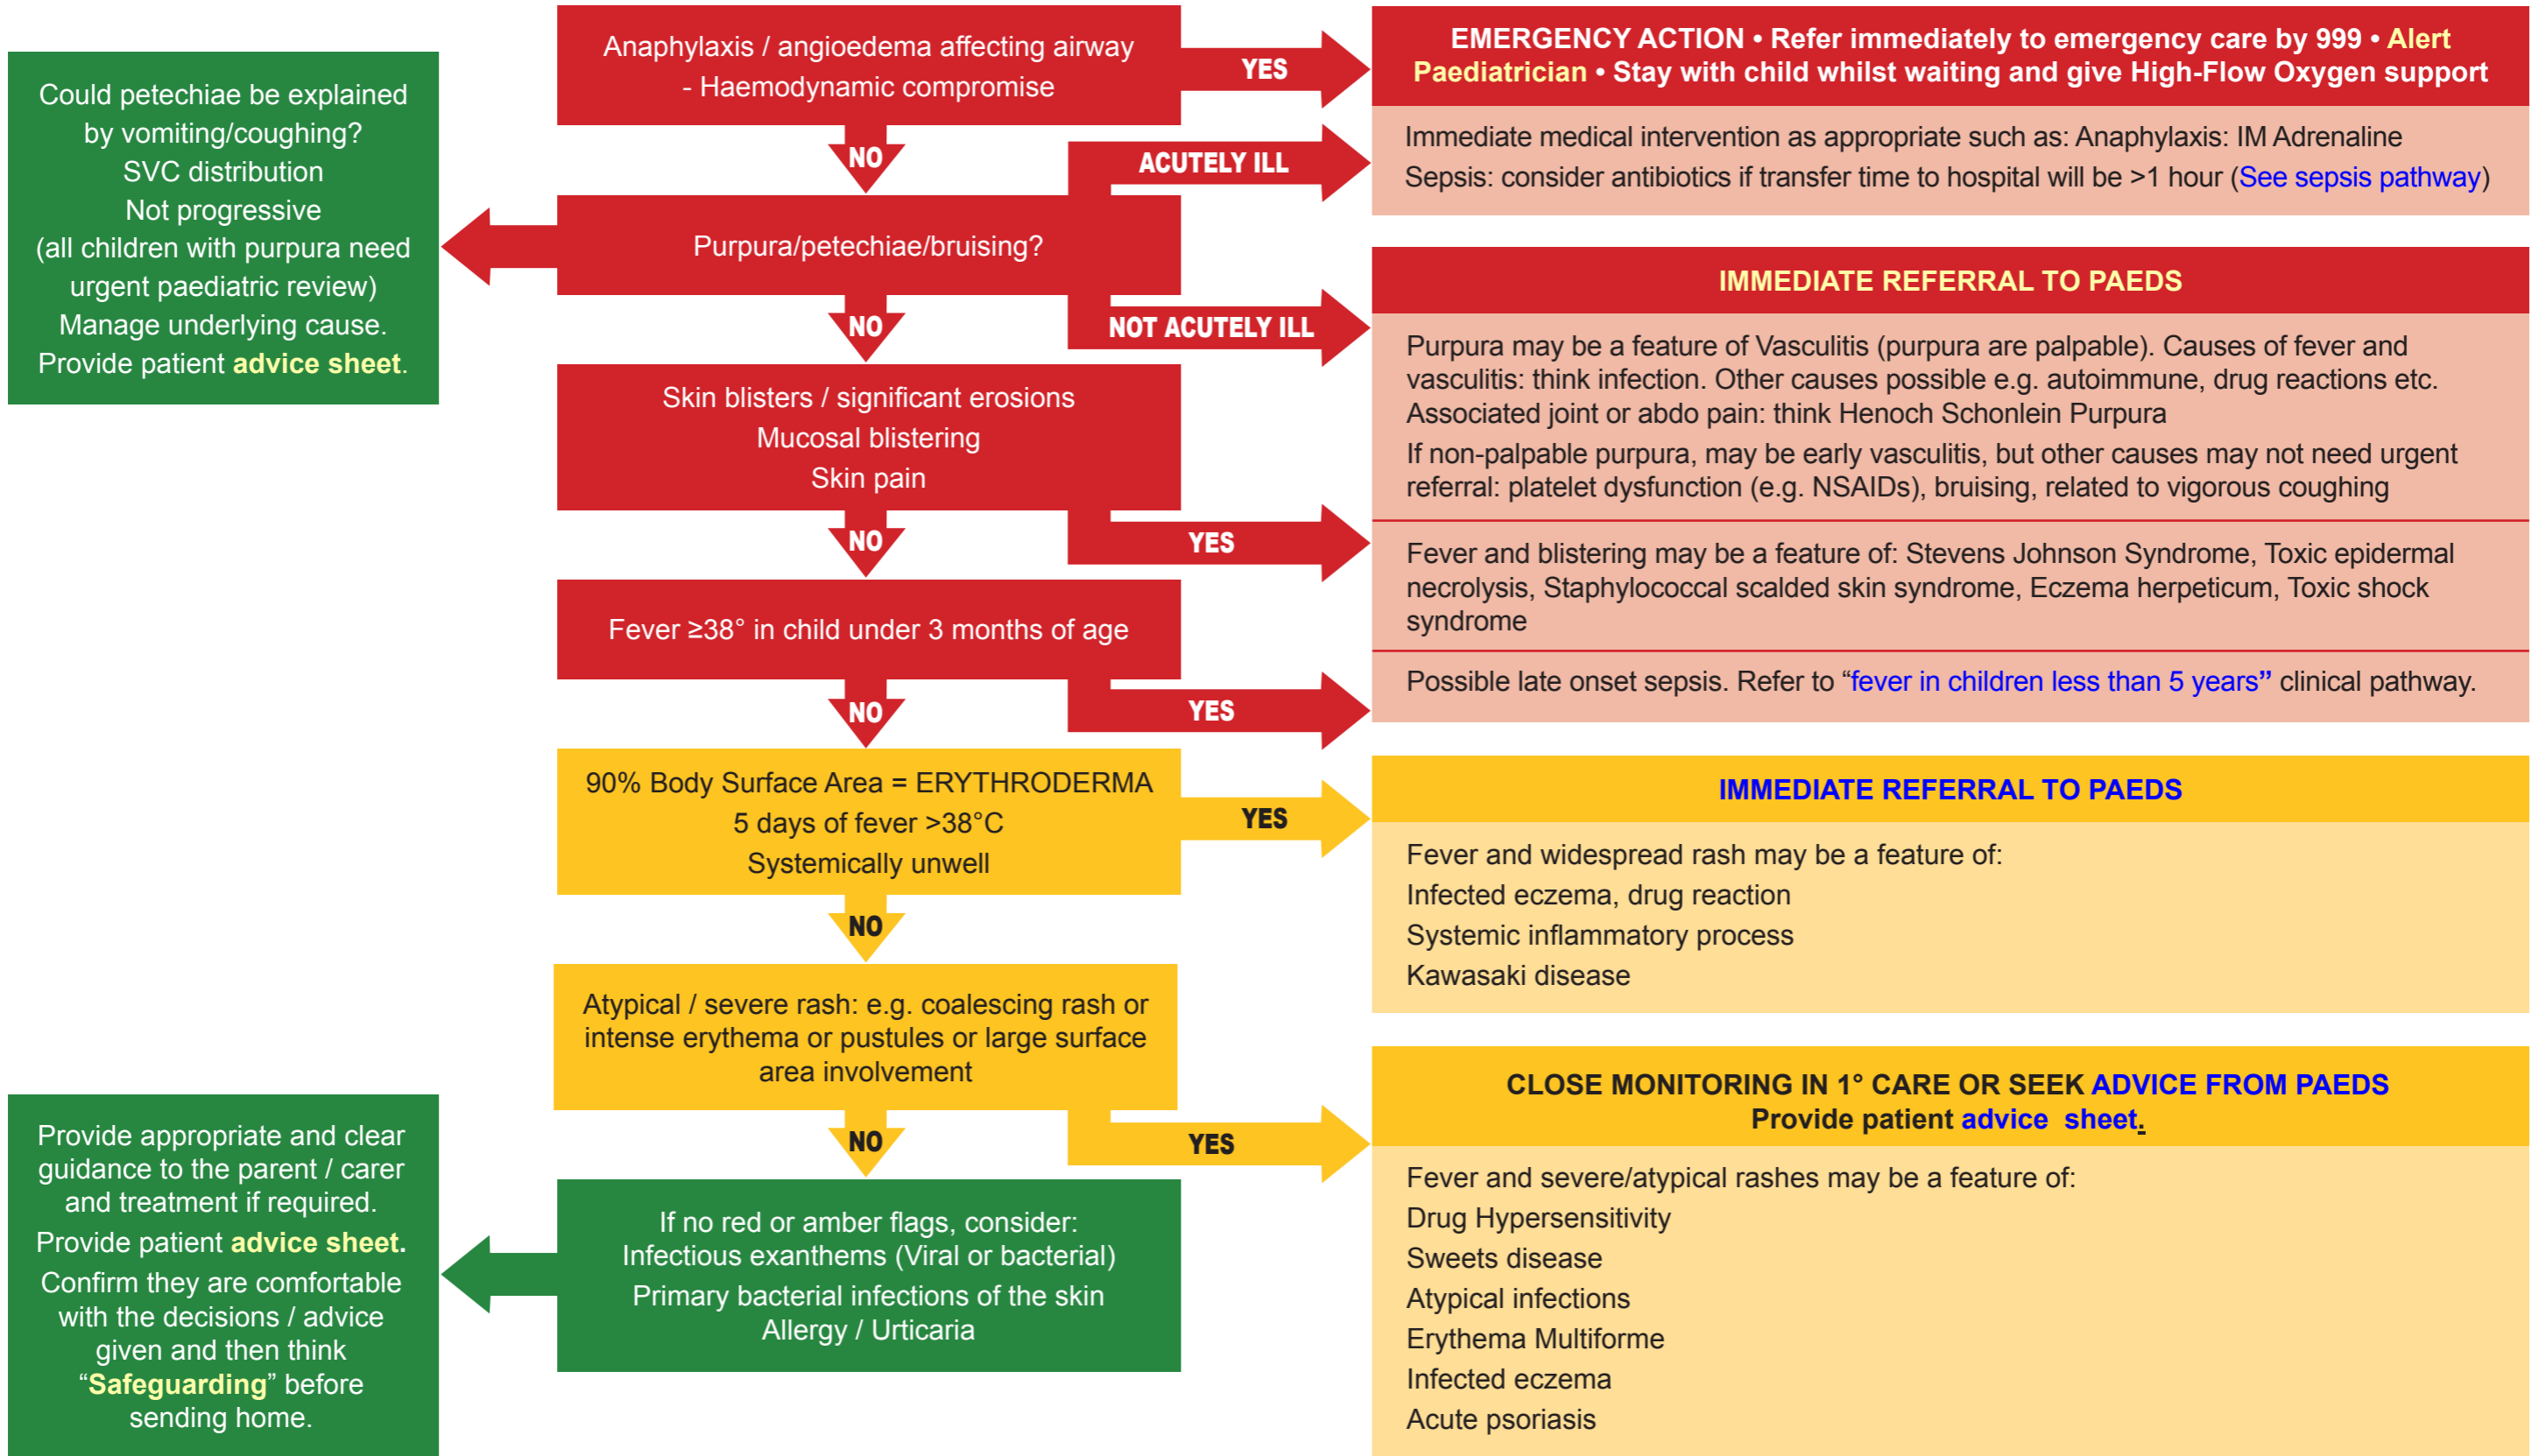 Anaphylaxis / angioedema affecting airway
- Haemodynamic compromise
YES
EMERGENCY ACTION • Refer immediately to emergency care by 999 • Alert
Paediatrician • Stay with child whilst waiting and give High-Flow Oxygen support
Immediate medical intervention as appropriate such as: Anaphylaxis: IM Adrenaline
Sepsis: consider antibiotics if transfer time to hospital will be >1 hour (See sepsis pathway)
NO
ACUTELY ILL
Could petechiae be explained
by vomiting/coughing?
SVC distribution
Not progressive
(all children with purpura need
urgent paediatric review)
Manage underlying cause.
Provide patient advice sheet.
Purpura/petechiae/bruising?
NO
NOT ACUTELY ILL
IMMEDIATE REFERRAL TO PAEDS
Purpura may be a feature of Vasculitis (purpura are palpable). Causes of fever and
vasculitis: think infection. Other causes possible e.g. autoimmune, drug reactions etc.
Associated joint or abdo pain: think Henoch Schonlein Purpura
If non-palpable purpura, may be early vasculitis, but other causes may not need urgent
referral: platelet dysfunction (e.g. NSAIDs), bruising, related to vigorous coughing
Skin blisters / significant erosions
Mucosal blistering
Skin pain
NO
YES
Fever and blistering may be a feature of: Stevens Johnson Syndrome, Toxic epidermal
necrolysis, Staphylococcal scalded skin syndrome, Eczema herpeticum, Toxic shock
syndrome
Fever ≥38° in child under 3 months of age
NO
YES
Possible late onset sepsis. Refer to “fever in children less than 5 years” clinical pathway.
90% Body Surface Area = ERYTHRODERMA
5 days of fever >38°C
Systemically unwell
YES
IMMEDIATE REFERRAL TO PAEDS
Fever and widespread rash may be a feature of:
Infected eczema, drug reaction
Systemic inflammatory process
Kawasaki disease
NO
Atypical / severe rash: e.g. coalescing rash or
intense erythema or pustules or large surface
area involvement
NO
YES
CLOSE MONITORING IN 1° CARE OR SEEK ADVICE FROM PAEDS
Provide patient advice sheet.
Fever and severe/atypical rashes may be a feature of:
Drug Hypersensitivity
Sweets disease
Atypical infections
Erythema Multiforme
Infected eczema
Acute psoriasis
If no red or amber flags, consider:
Infectious exanthems (Viral or bacterial)
Primary bacterial infections of the skin
Allergy / Urticaria
Provide appropriate and clear
guidance to the parent / carer
and treatment if required.
Provide patient advice sheet.
Confirm they are comfortable
with the decisions / advice
given and then think
“Safeguarding” before
sending home.